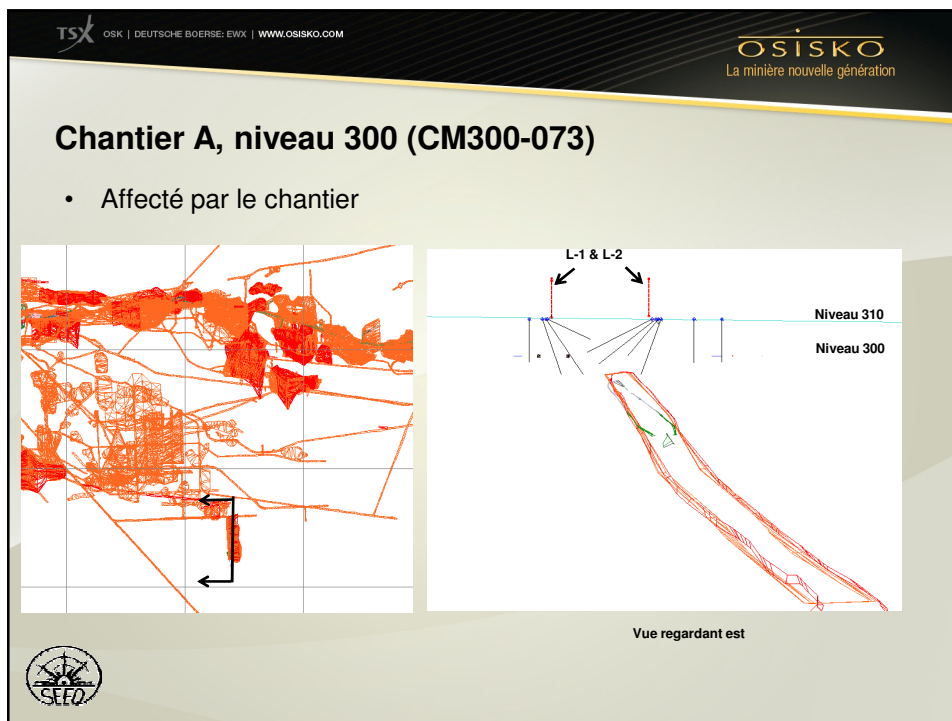 TSX OSK | DEUTSCHE BOERSE: EWX | WWW.OSISKO.COM
OSISKO
La minière nouvelle génération
Chantier A, niveau 300 (CM300-073)
• Affecté par le chantier
L-1 & L-2
Niveau 310
Niveau 300
Vue regardant est
SEEQ